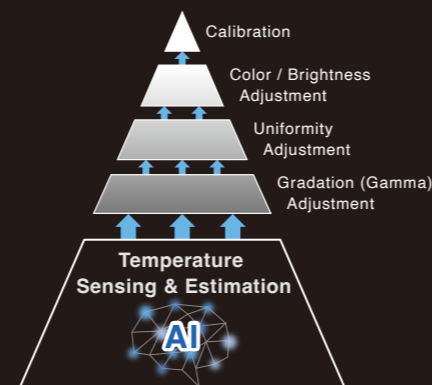 Calibration
Color / Brightness
Adjustment
Uniformity
Adjustment
Gradation (Gamma)
Adjustment
Temperature
Sensing & Estimation
AI